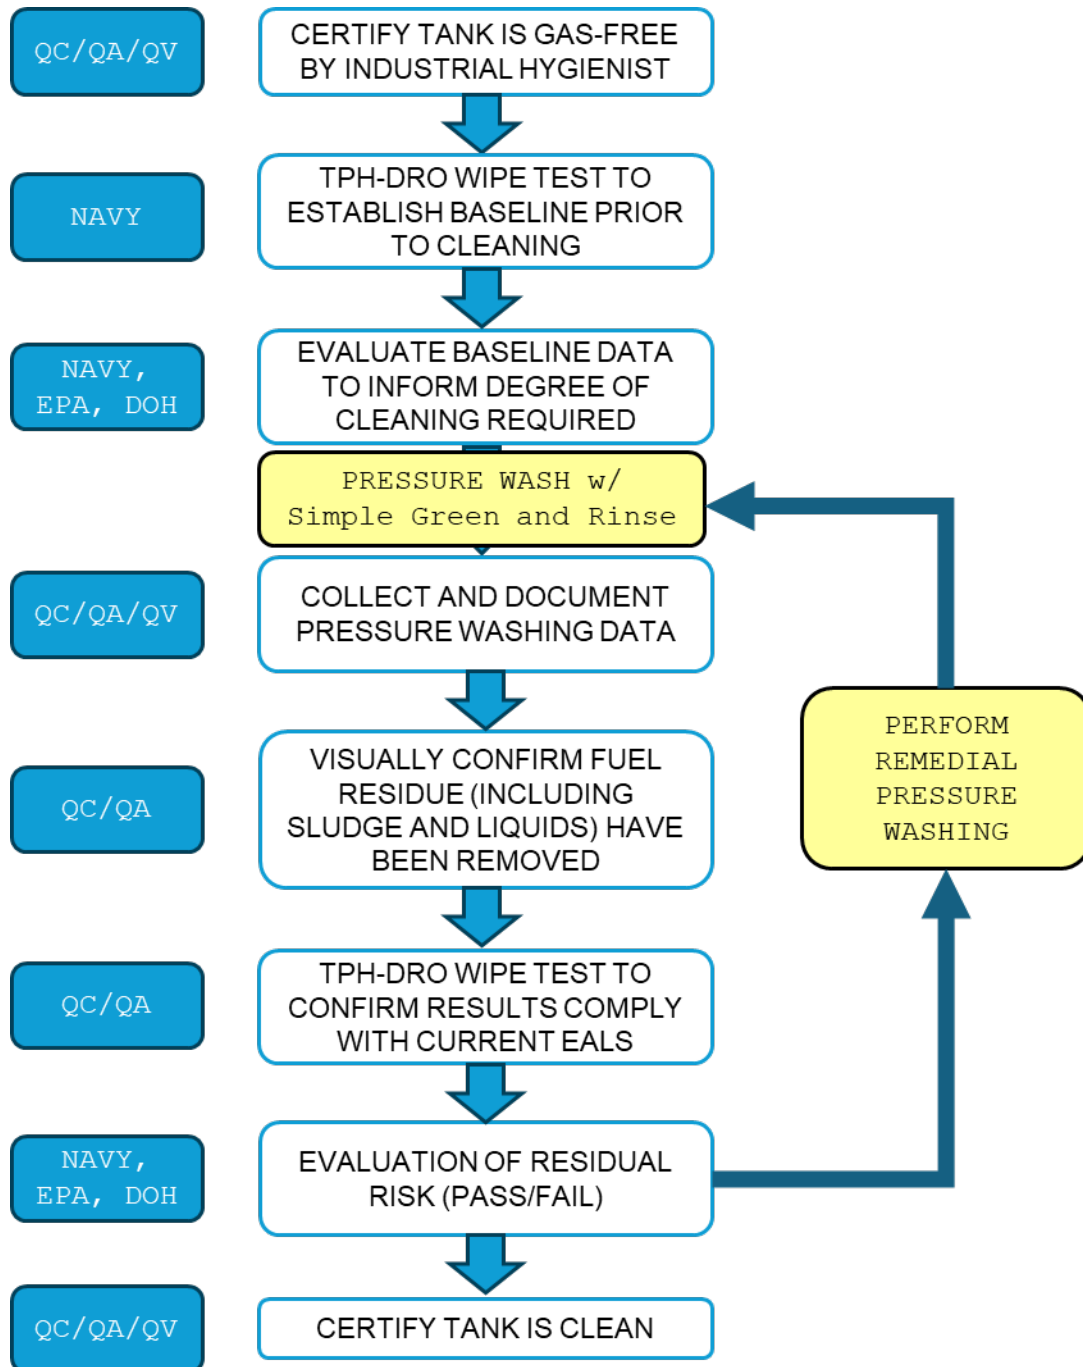 QC/QA/QV
CERTIFY TANK IS GAS-FREE
BY INDUSTRIAL HYGIENIST
NAVY
TPH-DRO WIPE TEST TO
ESTABLISH BASELINE PRIOR
TO CLEANING
NAVY,
EPA, DOH
EVALUATE BASELINE DATA
TO INFORM DEGREE OF
CLEANING REQUIRED
PRESSURE WASH w/
Simple Green and Rinse
QC/QA/QV
COLLECT AND DOCUMENT
PRESSURE WASHING DATA
QC/QA
VISUALLY CONFIRM FUEL
RESIDUE (INCLUDING
SLUDGE AND LIQUIDS) HAVE
BEEN REMOVED
PERFORM
REMEDIAL
PRESSURE
WASHING
QC/QA
TPH-DRO WIPE TEST TO
CONFIRM RESULTS COMPLY
WITH CURRENT EALS
NAVY,
EPA, DOH
EVALUATION OF RESIDUAL
RISK (PASS/FAIL)
QC/QA/QV
CERTIFY TANK IS CLEAN